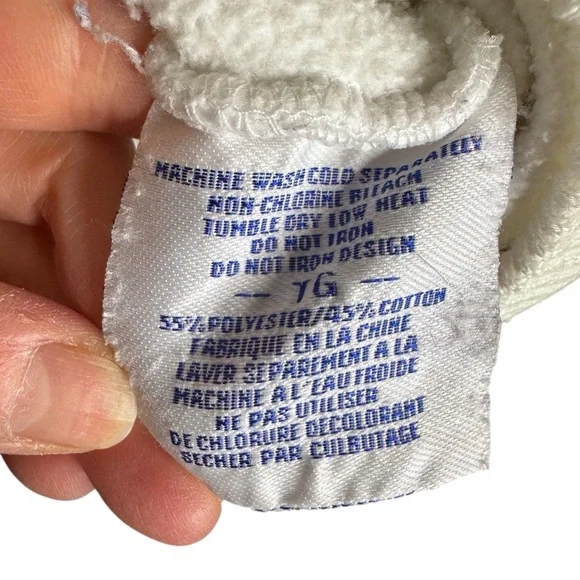 MACHINE WASH COLD SEPARATELY
NON-CHLORINE BLEACH
TUMBLE DRY LOW HEAT
DO NOT IRON
DO NOT IRON DESIGN
— TG —
55% POLYESTER/45% COTTON
FABRIQUE EN LA CHINE
LAVER SEPAREMENT A LA
MACHINE A L'EAU FROIDE
NE PAS UTILISER
DE CHLORURE DECOLORANT
SECHER PAR CULBUTAGE